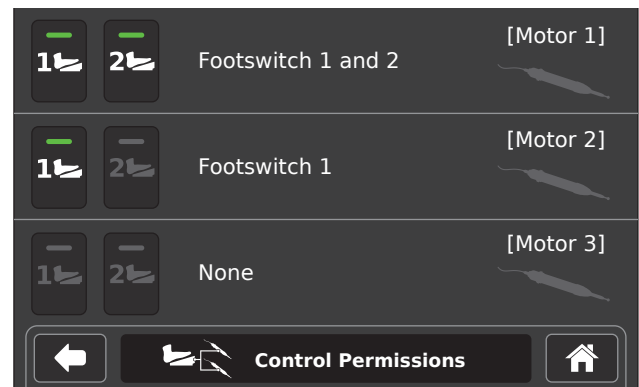 [Motor 1]
1 2 Footswitch 1 and 2
[Motor 2]
1 2 Footswitch 1
[Motor 3]
1 2 None
Control Permissions